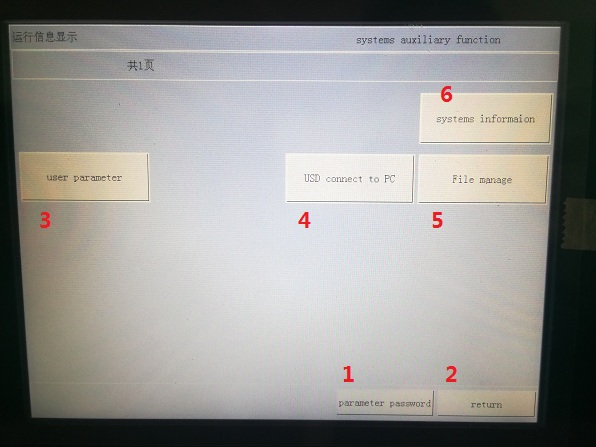 运行信息显示 systems auxiliary function
共1页
6
systems informaion
user parameter USD connect to PC File manage
3 4 5
1 2
parameter password return